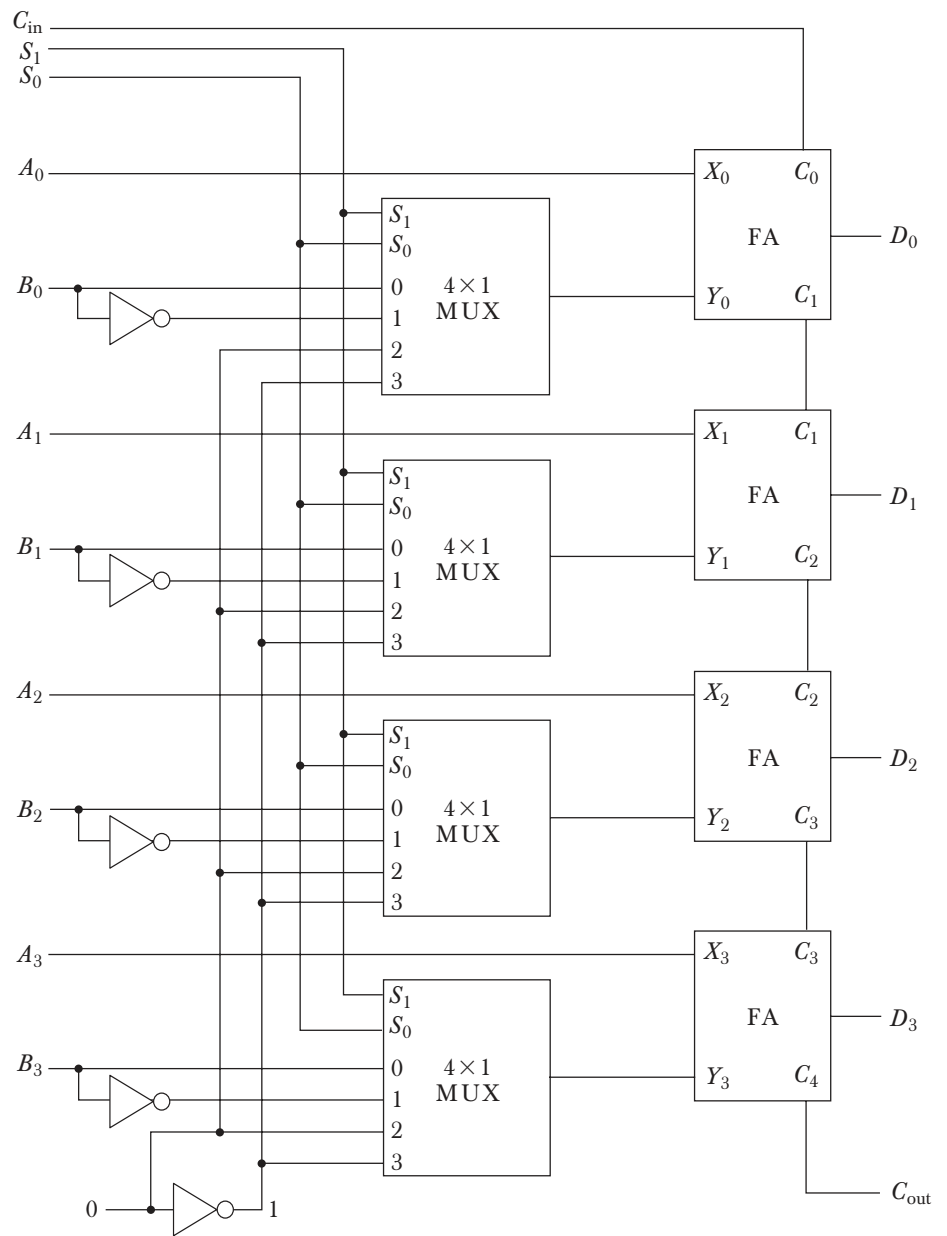 C_in
S_1
S_0
A_0
X_0 C_0
S_1
S_0
FA
D_0
B_0
0
4×1
MUX
Y_0 C_1
1
2
3
A_1
X_1 C_1
S_1
S_0
FA
D_1
B_1
0
4×1
MUX
Y_1 C_2
1
2
3
A_2
X_2 C_2
S_1
S_0
FA
D_2
B_2
0
4×1
MUX
Y_2 C_3
1
2
3
A_3
X_3 C_3
S_1
S_0
FA
D_3
B_3
0
4×1
MUX
Y_3 C_4
1
2
3
0 1
C_out